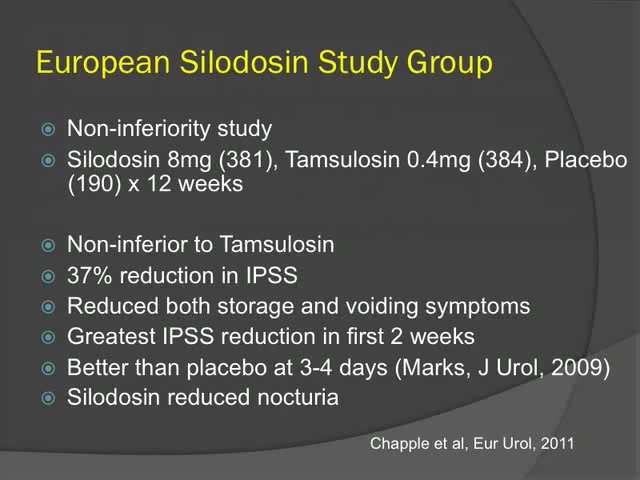 European Silodosin Study Group
Non-inferiority study
Silodosin 8mg (381), Tamsulosin 0.4mg (384), Placebo
(190) x 12 weeks
Non-inferior to Tamsulosin
37% reduction in IPSS
Reduced both storage and voiding symptoms
Greatest IPSS reduction in first 2 weeks
Better than placebo at 3-4 days (Marks, J Urol, 2009)
Silodosin reduced nocturia
Chapple et al, Eur Urol, 2011